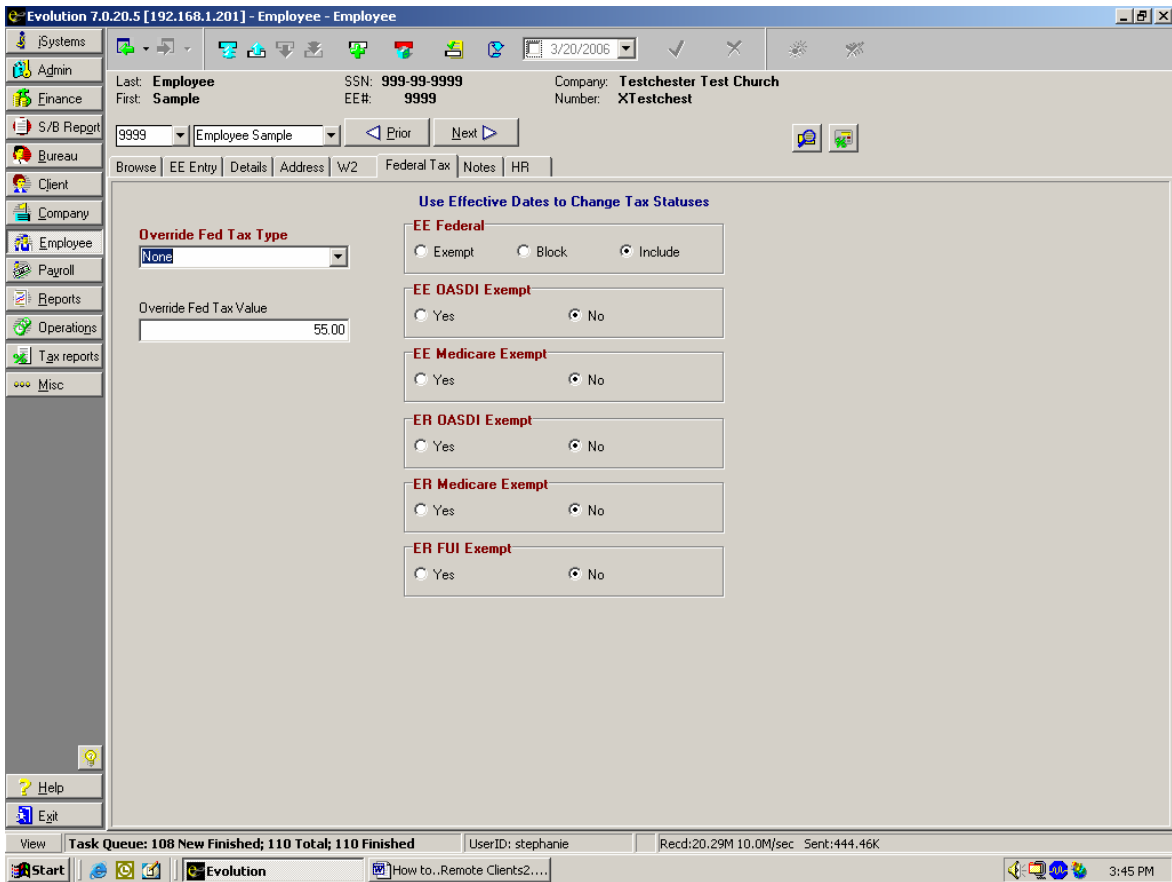 Evolution 7.0.20.5 [192.168.1.201] - Employee - Employee
iSystems
Admin
Finance
S/B Report
Bureau
Client
Company
Employee
Payroll
Reports
Operations
Tax reports
Misc
Help
Exit
3/20/2006
Last: Employee SSN: 999-99-9999 Company: Testchester Test Church
First: Sample EE#: 9999 Number: XTestchest
9999 Employee Sample Prior Next
Browse EE Entry Details Address W2 Federal Tax Notes HR
Use Effective Dates to Change Tax Statuses
Override Fed Tax Type
None
Override Fed Tax Value
55.00
EE Federal
Exempt Block Include
EE OASDI Exempt
Yes No
EE Medicare Exempt
Yes No
ER OASDI Exempt
Yes No
ER Medicare Exempt
Yes No
ER FUI Exempt
Yes No
View Task Queue: 108 New Finished; 110 Total; 110 Finished UserID: stephanie Recd:20.29M 10.0M/sec Sent:444.46K
Start Evolution How to..Remote Clients2.... 3:45 PM